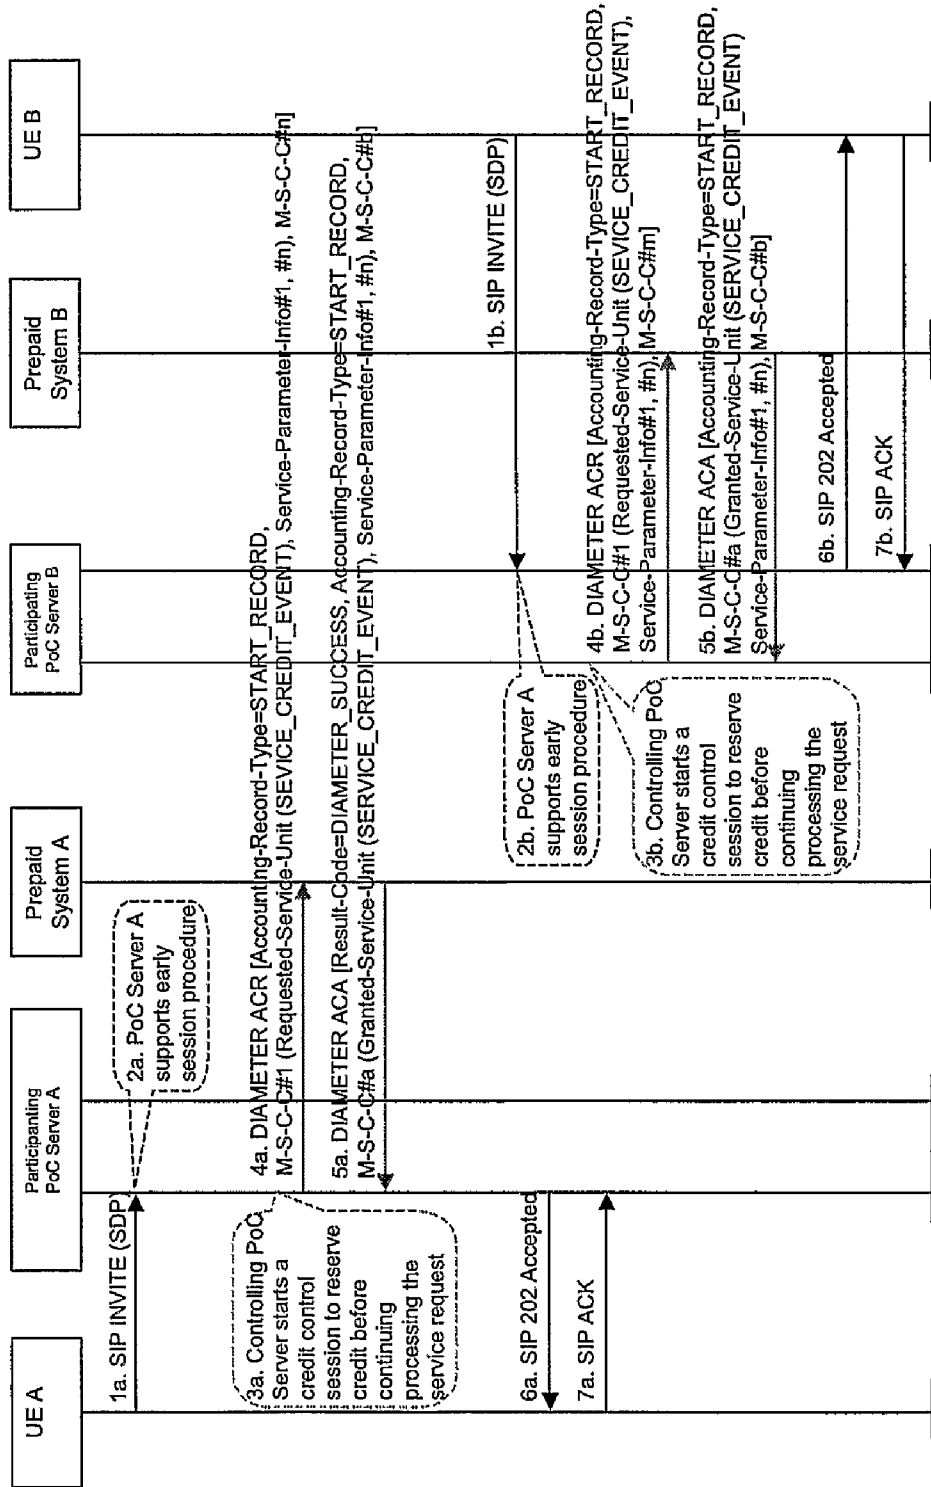 UE A
Participanting
PoC Server A
Prepaid
System A
Participating
PoC Server B
Prepaid
System B
UE B
1a. SIP INVITE (SDP)
2a. PoC Server A
supports early
session procedure
3a. Controlling PoC
Server starts a
credit control
session to reserve
credit before
continuing
processing the
service request
4a. DIAMETER ACR [Accounting-Record-Type=START_RECORD,
M-S-C-C#1 (Requested-Service-Unit (SEVICE_CREDIT_EVENT), Service-Parameter-Info#1, #n), M-S-C-C#n]
5a. DIAMETER ACA [Result-Code=DIAMETER_SUCCESS, Accounting-Record-Type=START_RECORD,
M-S-C-C#a (Granted-Service-Unit (SERVICE_CREDIT_EVENT), Service-Parameter-Info#1, #n), M-S-C-C#b]
6a. SIP 202 Accepted
7a. SIP ACK
1b. SIP INVITE (SDP)
2b. PoC Server A
supports early
session procedure
3b. Controlling PoC
Server starts a
credit control
session to reserve
credit before
continuing
processing the
service request
4b. DIAMETER ACR [Accounting-Record-Type=START_RECORD,
M-S-C-C#1 (Requested-Service-Unit (SEVICE_CREDIT_EVENT),
Service-Parameter-Info#1, #n), M-S-C-C#m]
5b. DIAMETER ACA [Accounting-Record-Type=START_RECORD,
M-S-C-C#a (Granted-Service-Unit (SERVICE_CREDIT_EVENT)
Service-Parameter-Info#1, #n), M-S-C-C#b]
6b. SIP 202 Accepted
7b. SIP ACK